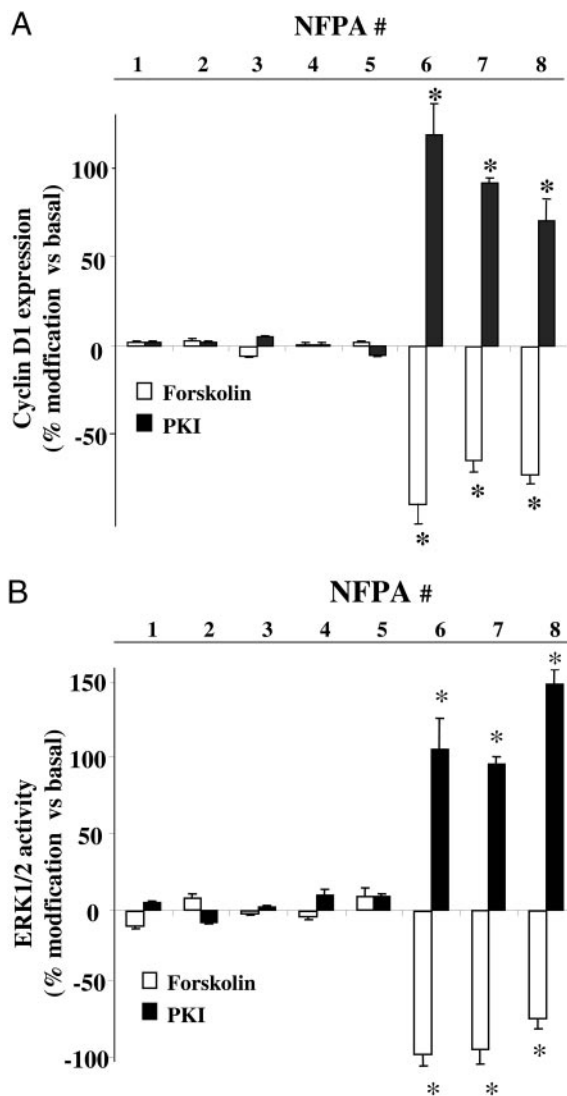 A
NFPA #
1 2 3 4 5 6 7 8
Cyclin D1 expression
(% modfication vs basal)
100
50
0
-50
* * *
* * *
Forskolin
PKI
B
NFPA #
1 2 3 4 5 6 7 8
ERK1/2 activity
(% modfication vs basal)
150
100
50
0
-50
-100
* * *
* * *
Forskolin
PKI